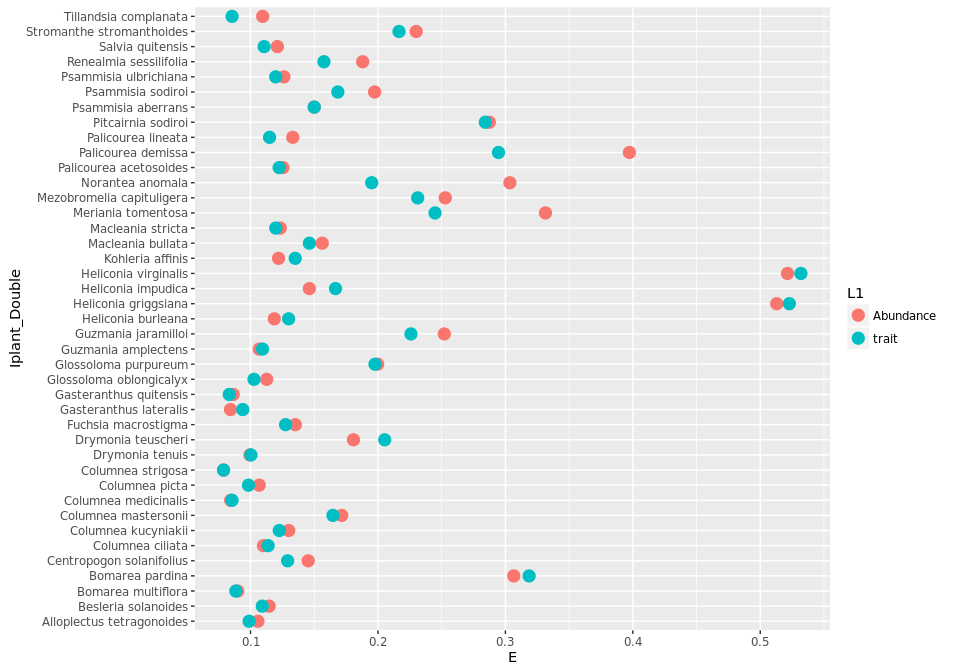 Tillandsia complanata
Stromanthe stromanthoides
Salvia quitensis
Renealmia sessilifolia
Psammisia ulbrichiana
Psammisia sodiroi
Psammisia aberrans
Pitcairnia sodiroi
Palicourea lineata
Palicourea demissa
Palicourea acetosoides
Norantea anomala
Mezobromelia capituligera
Meriania tomentosa
Macleania stricta
Macleania bullata
Kohleria affinis
Heliconia virginalis
Heliconia impudica
Heliconia griggsiana
Heliconia burleana
Guzmania jaramilloi
Guzmania amplectens
Glossoloma purpureum
Glossoloma oblongicalyx
Gasteranthus quitensis
Gasteranthus lateralis
Fuchsia macrostigma
Drymonia teuscheri
Drymonia tenuis
Columnea strigosa
Columnea picta
Columnea medicinalis
Columnea mastersonii
Columnea kucyniakii
Columnea ciliata
Centropogon solanifolius
Bomarea pardina
Bomarea multiflora
Besleria solanoides
Alloplectus tetragonoides
Iplant_Double
0.1 0.2 0.3 0.4 0.5
E
L1
Abundance
trait